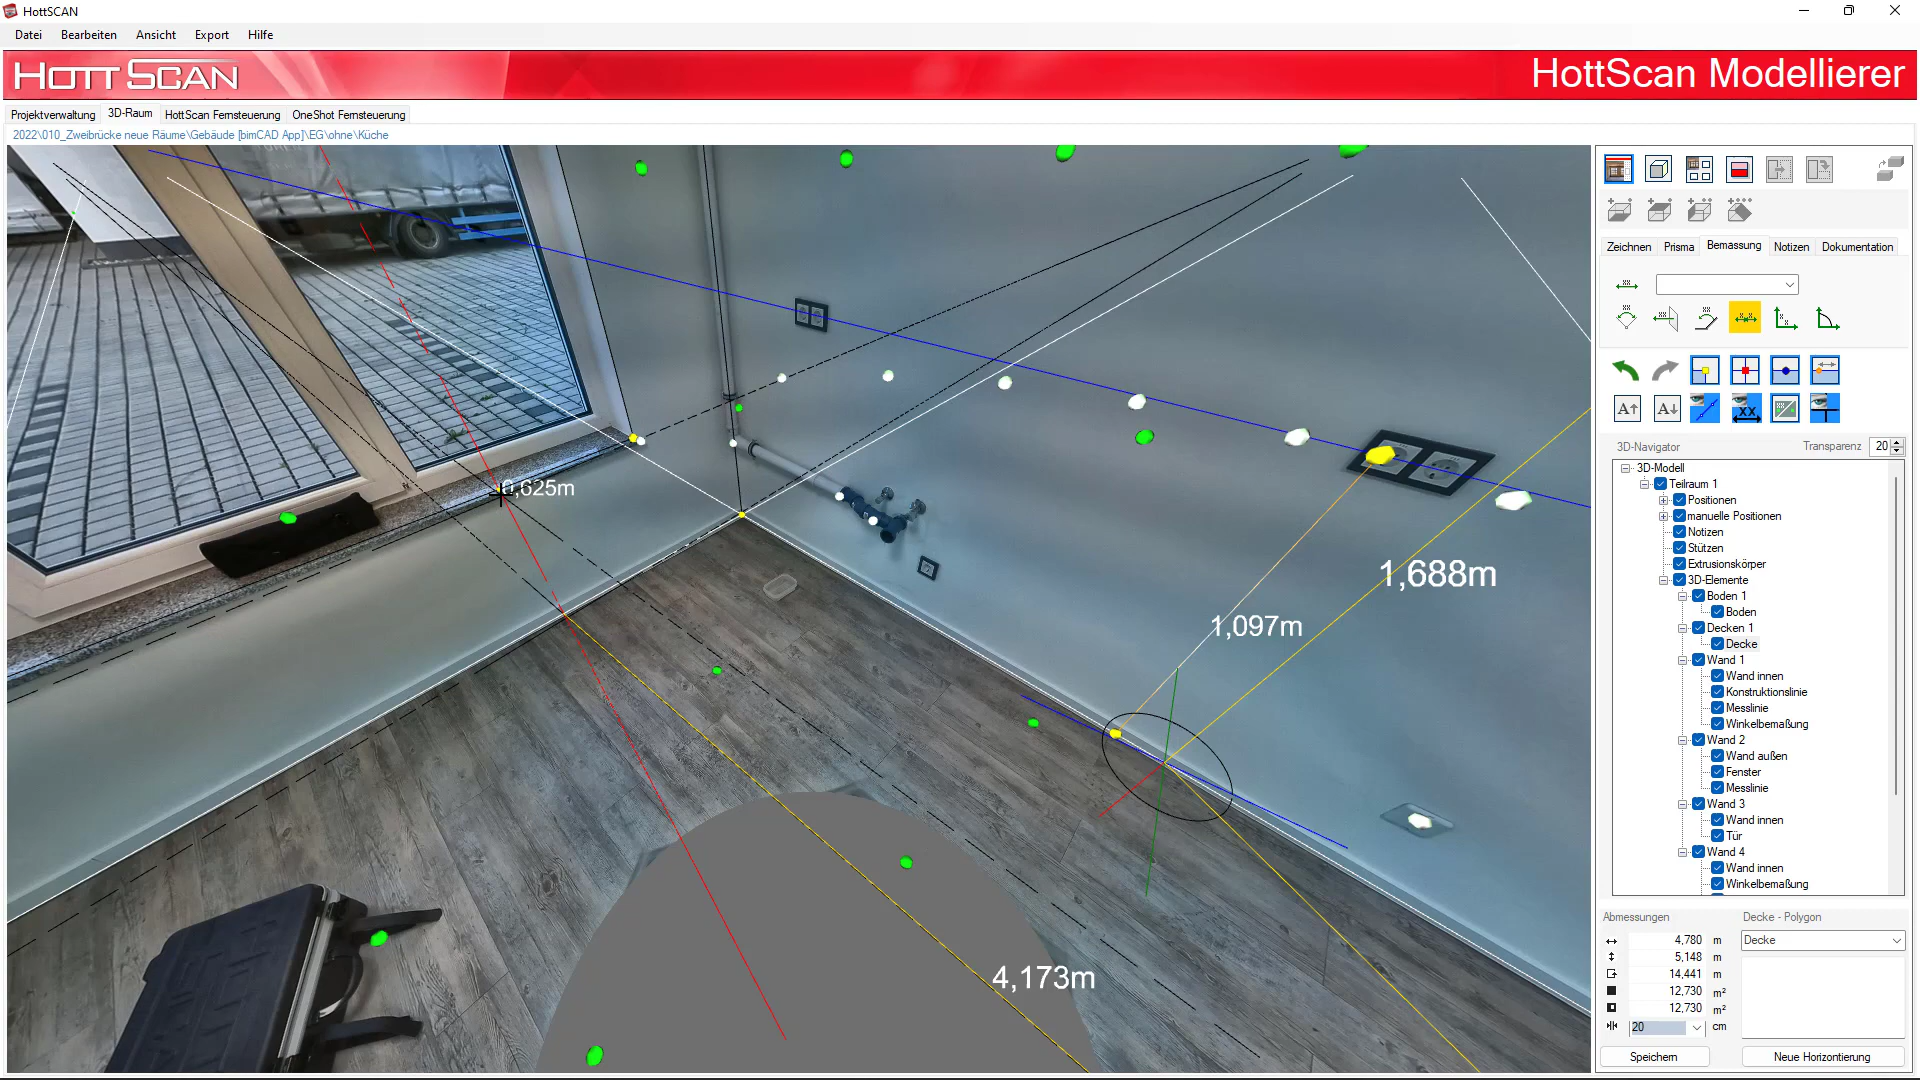 HottSCAN
Datei Bearbeiten Ansicht Export Hilfe
HOTT SCAN
HottScan Modellierer
Projektverwaltung 3D-Raum HottScan Fernsteuerung OneShot Fernsteuerung
2022\010_Zweibrücke neue Räume\Gebäude [bimCAD App]\EG\ohne\Küche
Zeichnen Prisma Bemassung Notizen Dokumentation
3D-Navigator Transparenz 20
3D-Modell
Teilraum 1
Positionen
manuelle Positionen
Notizen
Stützen
Extrusionskörper
3D-Elemente
Boden 1
Boden
Decken 1
Decke
Wand 1
Wand innen
Konstruktionslinie
Messlinie
Winkelbemaßung
Wand 2
Wand außen
Fenster
Messlinie
Wand 3
Wand innen
Tür
Wand 4
Wand innen
Winkelbemaßung
0,625m
1,688m
1,097m
4,173m
Abmessungen
4,780 m
5,148 m
14,441 m
12,730 m²
12,730 m²
20 cm
Decke - Polygon
Decke
Speichern
Neue Horizontierung